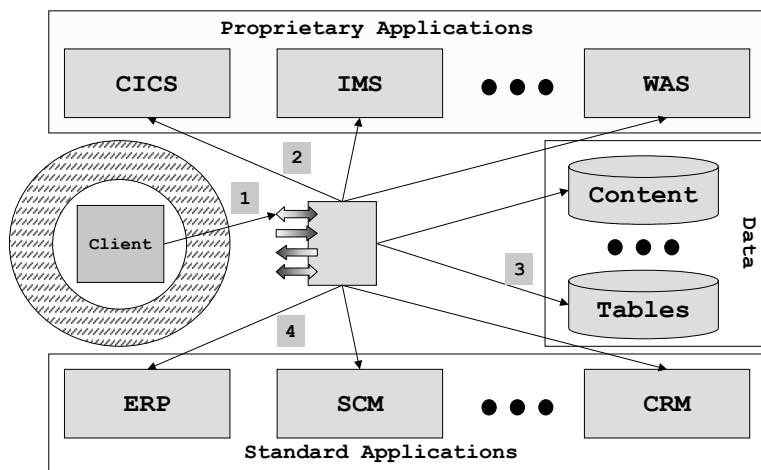 Proprietary Applications
CICS
IMS
WAS
2
1
Client
Content
Data
3
Tables
4
ERP
SCM
CRM
Standard Applications